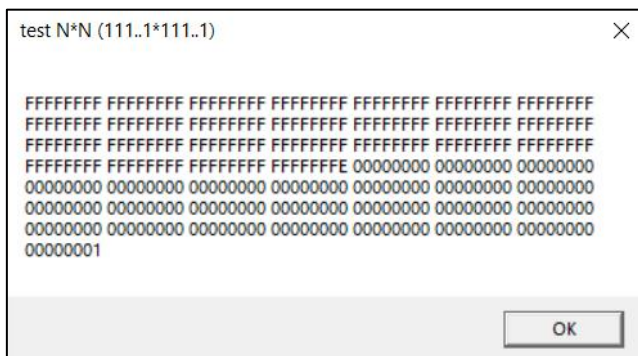 test N*N (111..1*111..1)
FFFFFFFF FFFFFFFF FFFFFFFF FFFFFFFF FFFFFFFF FFFFFFFF FFFFFFFF
FFFFFFFF FFFFFFFF FFFFFFFF FFFFFFFF FFFFFFFF FFFFFFFF FFFFFFFF
FFFFFFFF FFFFFFFF FFFFFFFF FFFFFFFF FFFFFFFF FFFFFFFF FFFFFFFF
FFFFFFFF FFFFFFFF FFFFFFFF FFFFFFFE 00000000 00000000 00000000
00000000 00000000 00000000 00000000 00000000 00000000 00000000
00000000 00000000 00000000 00000000 00000000 00000000 00000000
00000000 00000000 00000000 00000000 00000000 00000000 00000000
00000001
OK